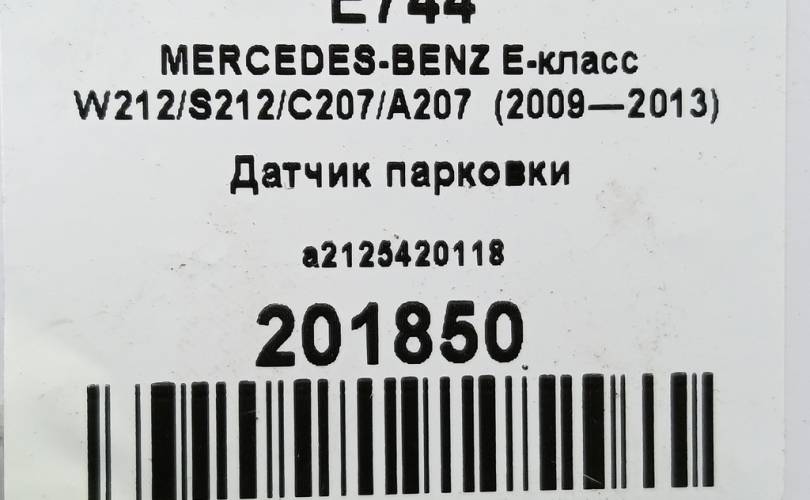 E744
MERCEDES-BENZ E-класс
W212/S212/C207/A207 (2009—2013)
Датчик парковки
a2125420118
201850